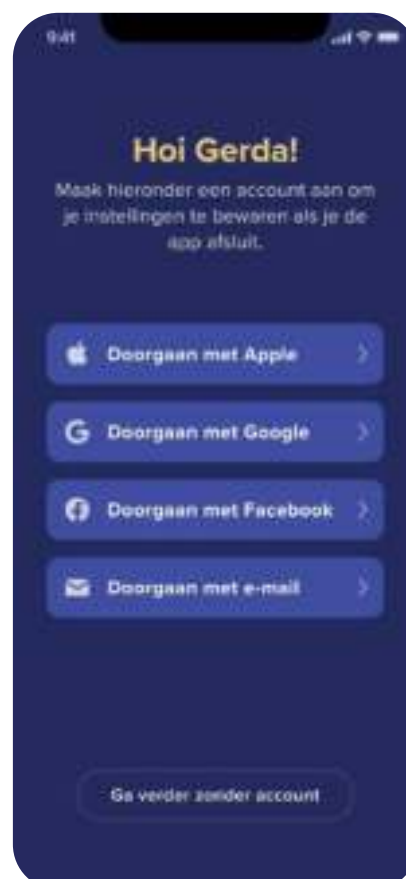 9:41
Hoi Gerda!
Maak hieronder een account aan om
je instellingen te bewaren als je de
app afsluit.
Doorgaan met Apple
Doorgaan met Google
Doorgaan met Facebook
Doorgaan met e-mail
Ga verder zonder account